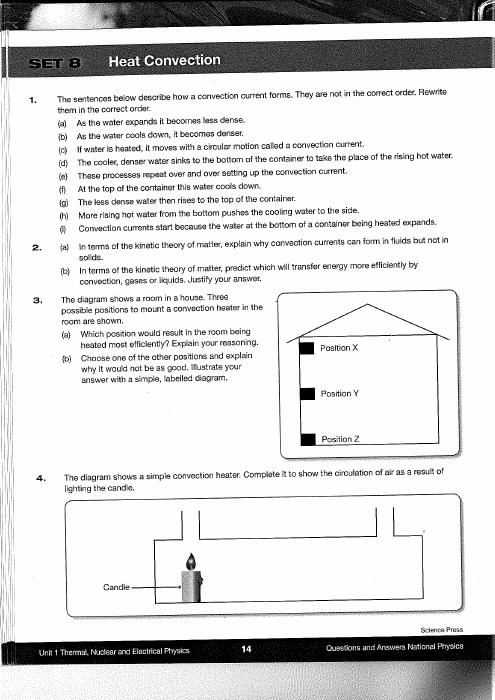 SET 8 Heat Convection
1. The sentences below describe how a convection current forms. They are not in the correct order. Rewrite
them in the correct order.
(a) As the water expands it becomes less dense.
(b) As the water cools down, it becomes denser.
(c) If water is heated, it moves with a circular motion called a convection current.
(d) The cooler, denser water sinks to the bottom of the container to take the place of the rising hot water.
(e) These processes repeat over and over setting up the convection current.
(f) At the top of the container this water cools down.
(g) The less dense water then rises to the top of the container.
(h) More rising hot water from the bottom pushes the cooling water to the side.
(i) Convection currents start because the water at the bottom of a container being heated expands.
2. (a) In terms of the kinetic theory of matter, explain why convection currents can form in fluids but not in
solids.
(b) In terms of the kinetic theory of matter, predict which will transfer energy more efficiently by
convection, gases or liquids. Justify your answer.
3. The diagram shows a room in a house. Three
possible positions to mount a convection heater in the
room are shown.
(a) Which position would result in the room being
heated most efficiently? Explain your reasoning.
(b) Choose one of the other positions and explain
why it would not be as good. Illustrate your
answer with a simple, labelled diagram.
Position X
Position Y
Position Z
4. The diagram shows a simple convection heater. Complete it to show the circulation of air as a result of
lighting the candle.
Candle
Science Press
Unit 1 Thermal, Nuclear and Electrical Physics 14 Questions and Answers National Physics